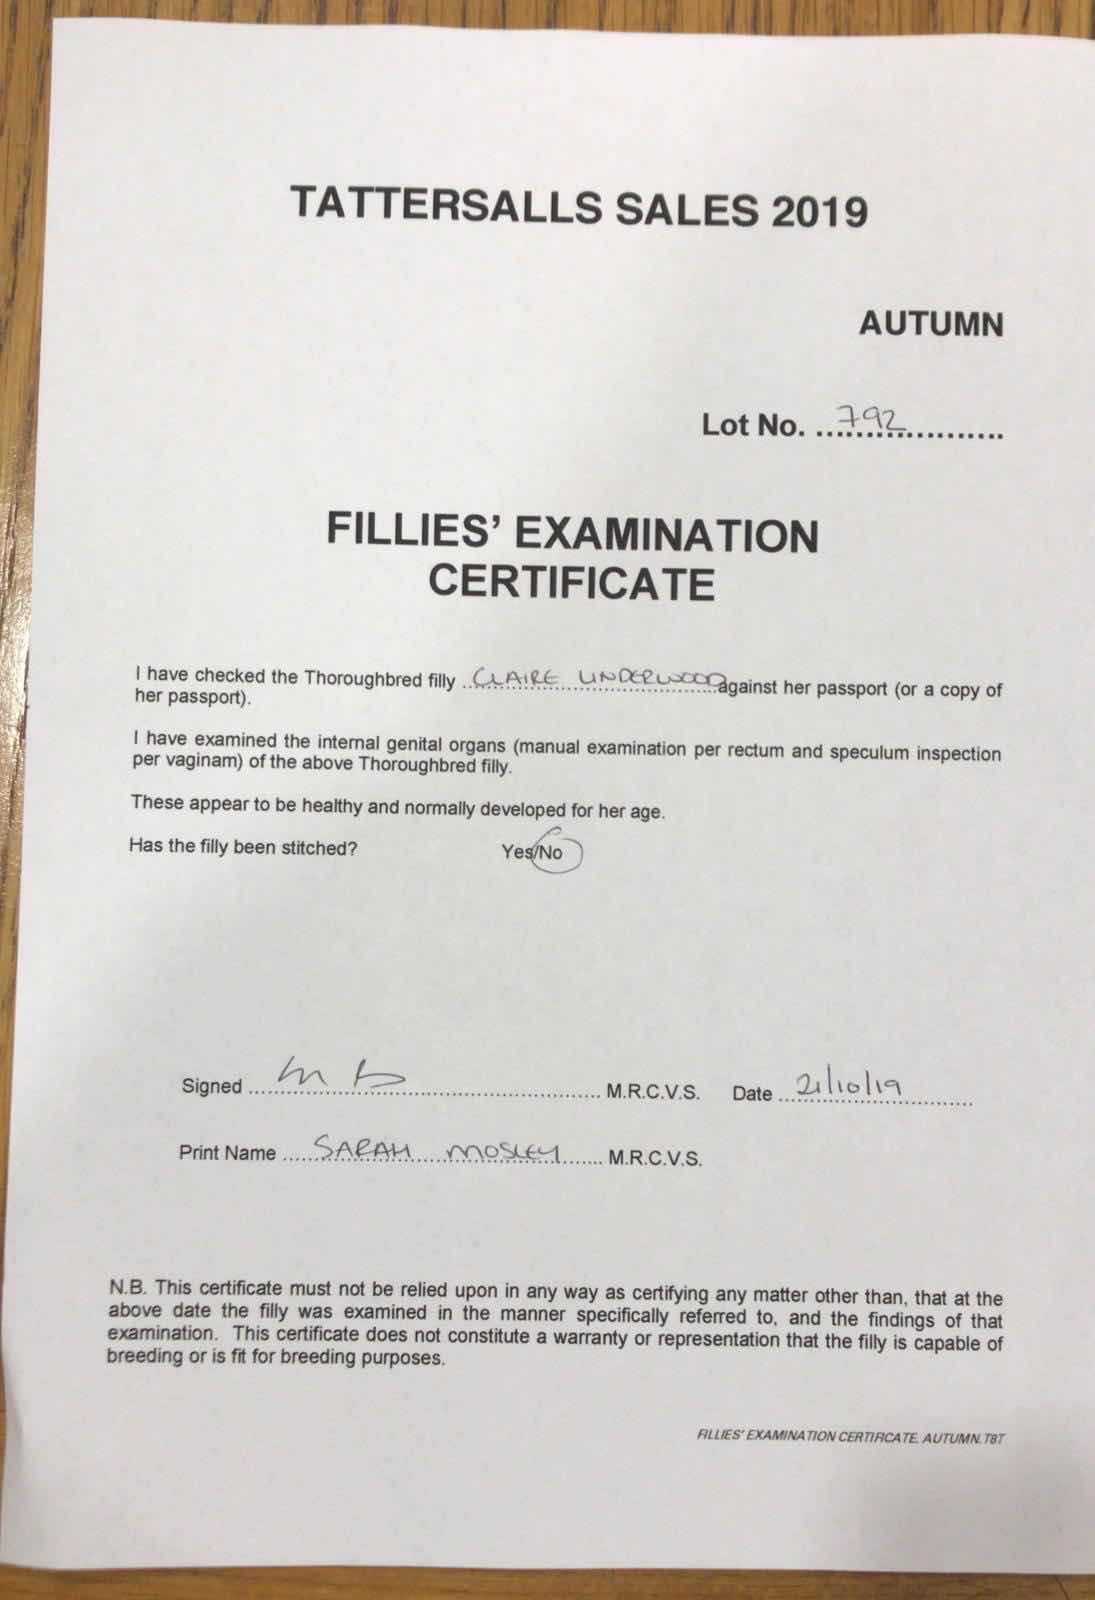 TATTERSALLS SALES 2019
AUTUMN
Lot No. 792
FILLIES' EXAMINATION
CERTIFICATE
I have checked the Thoroughbred filly CLAIRE UNDERWOOD against her passport (or a copy of
her passport).
I have examined the internal genital organs (manual examination per rectum and speculum inspection
per vaginam) of the above Thoroughbred filly.
These appear to be healthy and normally developed for her age.
Has the filly been stitched? Yes/No
Signed M.R.C.V.S. Date 21/10/19
Print Name SARAH MOSLEY M.R.C.V.S.
N.B. This certificate must not be relied upon in any way as certifying any matter other than, that at the
above date the filly was examined in the manner specifically referred to, and the findings of that
examination. This certificate does not constitute a warranty or representation that the filly is capable of
breeding or is fit for breeding purposes.
FILLIES' EXAMINATION CERTIFICATE. AUTUMN.TBT